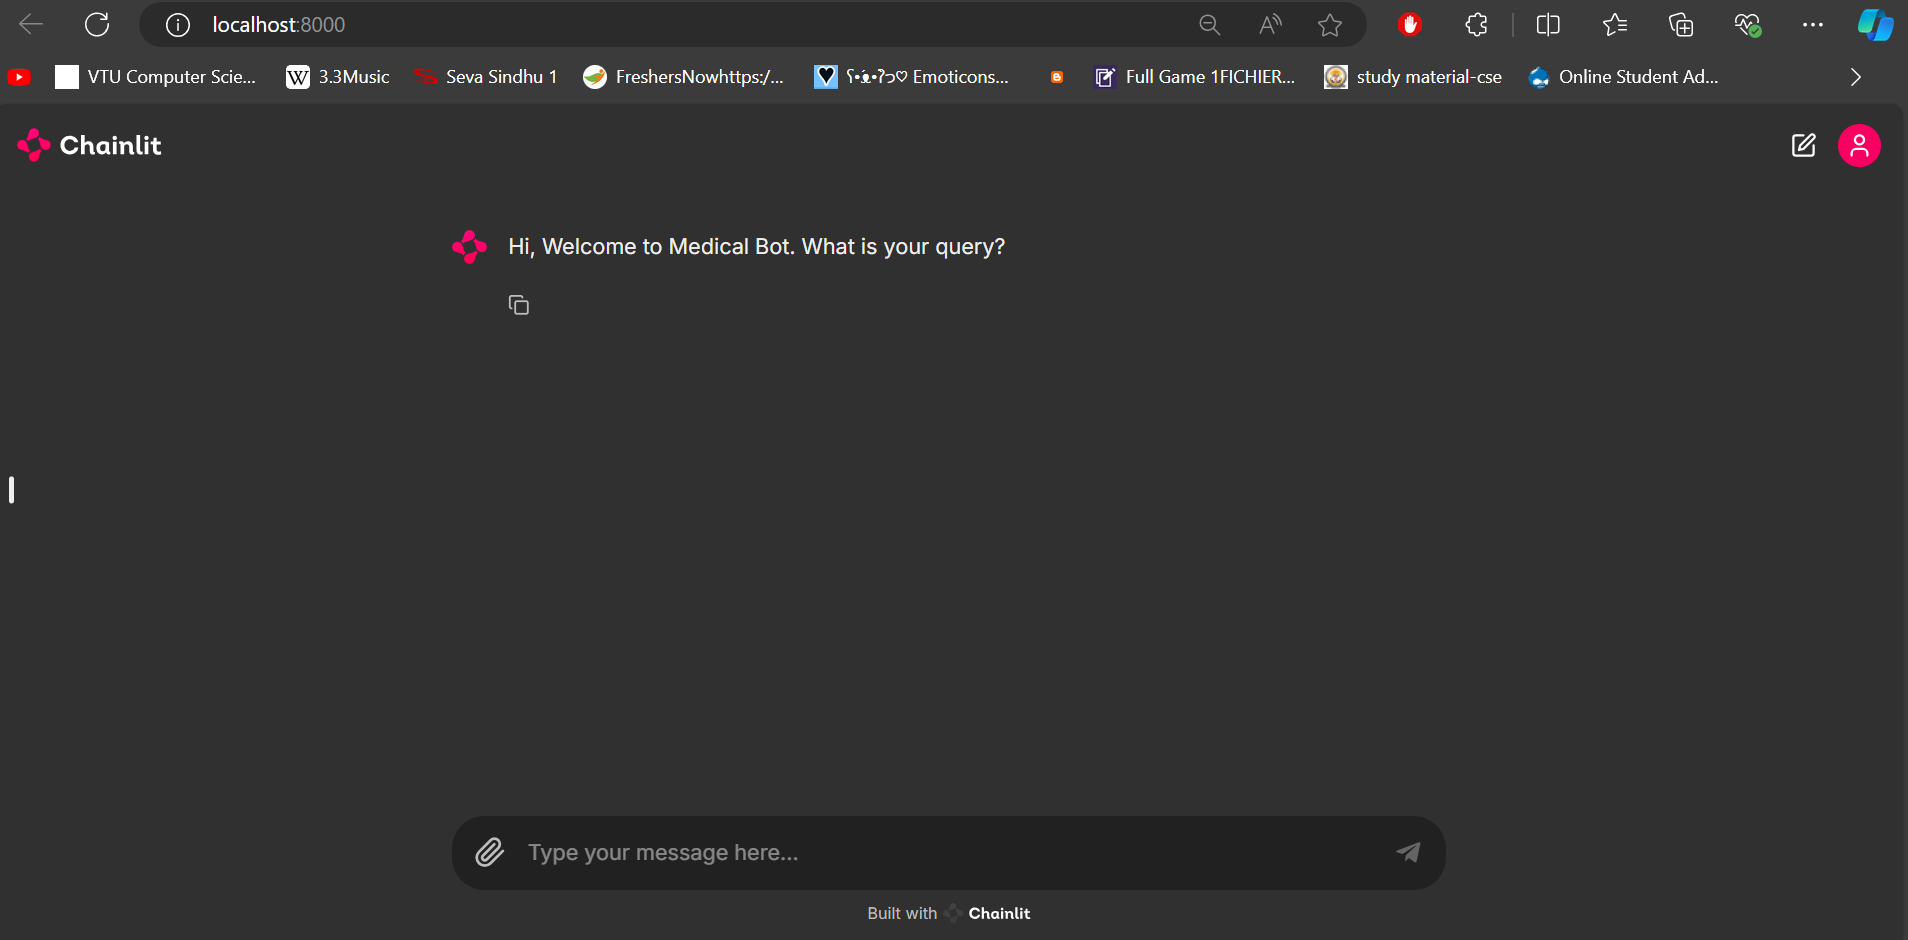 localhost:8000
VTU Computer Scie...
3.3Music
Seva Sindhu 1
FreshersNowhttps:/...
ʕ•ᴥ•ʔ੭♡ Emoticons...
Full Game 1FICHIER...
study material-cse
Online Student Ad...
Chainlit
Hi, Welcome to Medical Bot. What is your query?
Type your message here...
Built with Chainlit